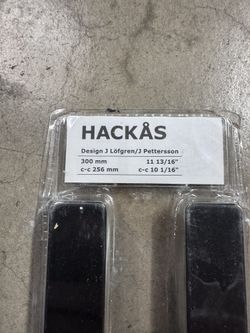 HACKÅS
Design J Löfgren/J Pettersson
300 mm 11 13/16"
c-c 256 mm c-c 10 1/16"